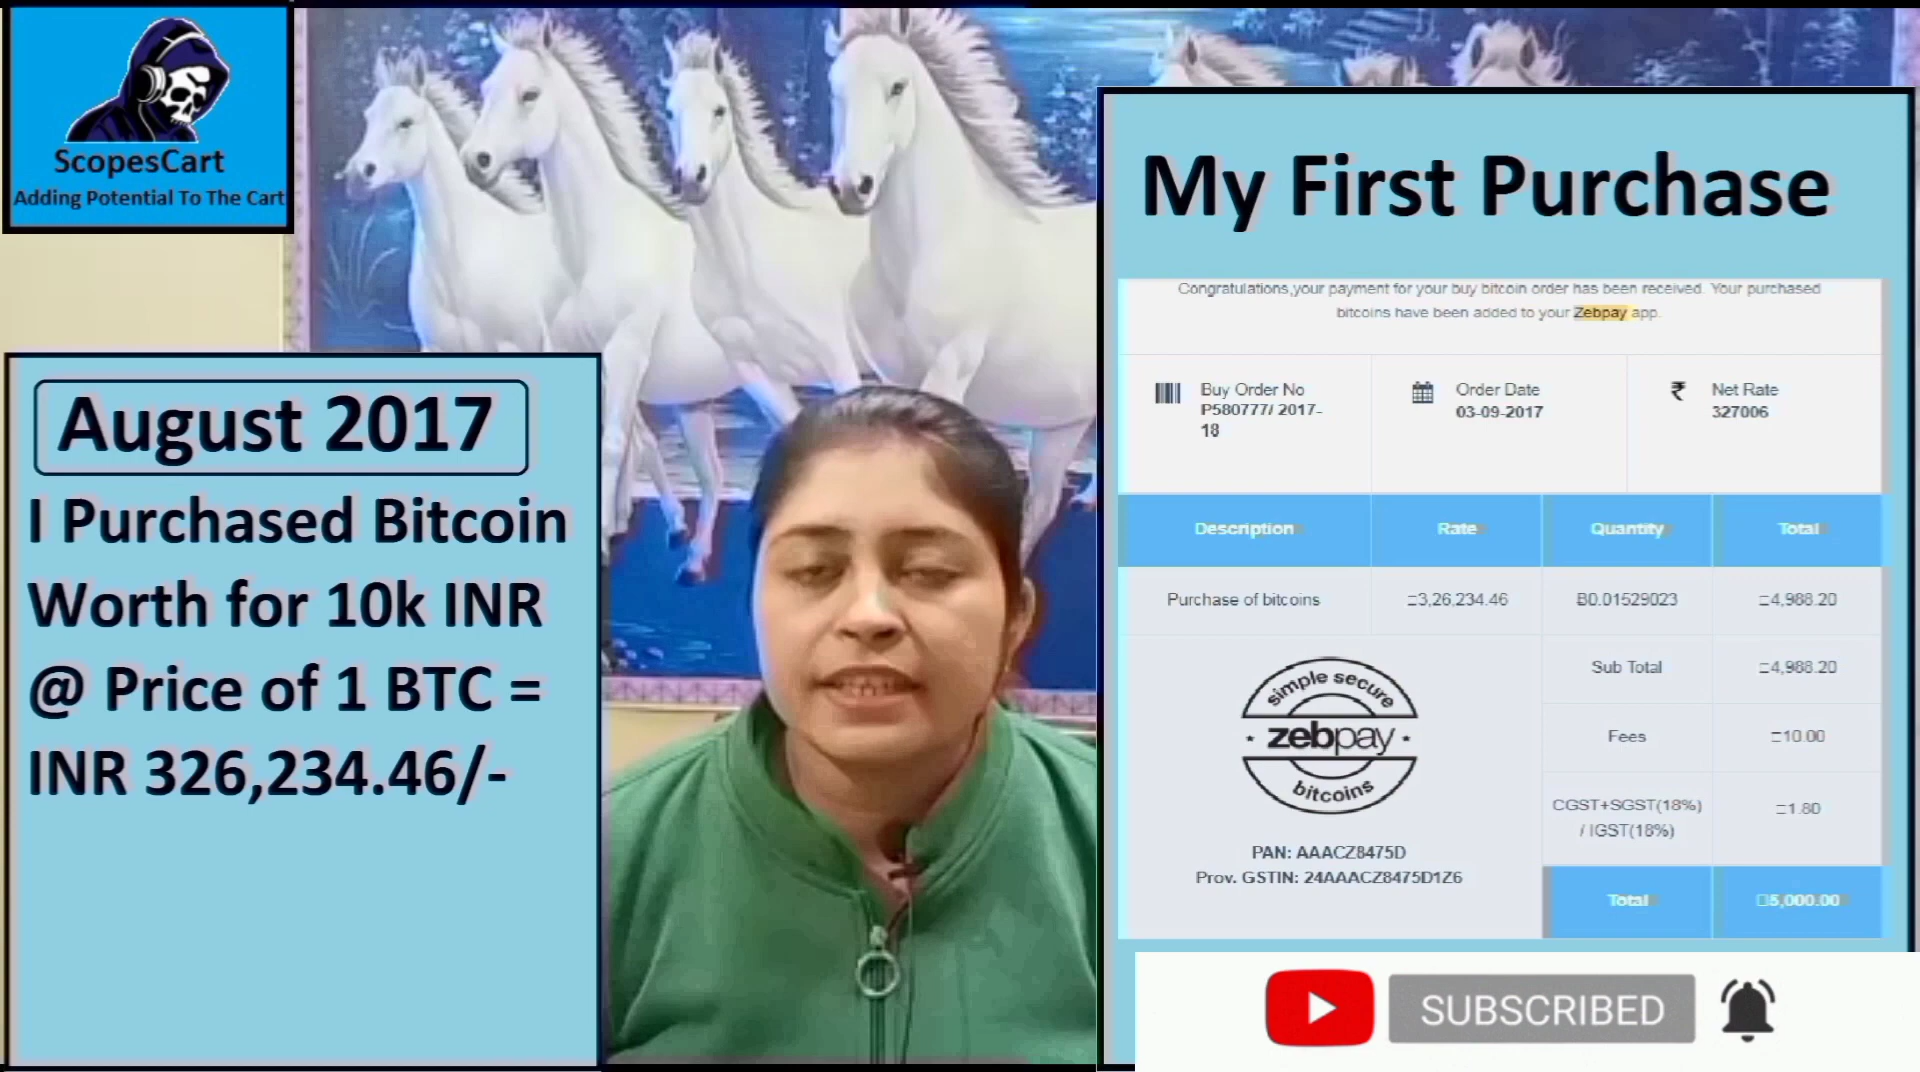 ScopesCart
Adding Potential To The Cart
August 2017
I Purchased Bitcoin
Worth for 10k INR
@ Price of 1 BTC =
INR 326,234.46/-
My First Purchase
Congratulations,your payment for your buy bitcoin order has been received. Your purchased
bitcoins have been added to your Zebpay app.
Buy Order No
P580777/ 2017-
18
Order Date
03-09-2017
₹ Net Rate
327006
Description Rate Quantity Total
Purchase of bitcoins 3,26,234.46 B0.01529023 4,988.20
Sub Total 4,988.20
Fees 10.00
CGST+SGST(18%)
/ IGST(18%)
1.80
Total 5,000.00
simple secure
zebpay
bitcoins
PAN: AAACZ8475D
Prov. GSTIN: 24AAACZ8475D1Z6
SUBSCRIBED